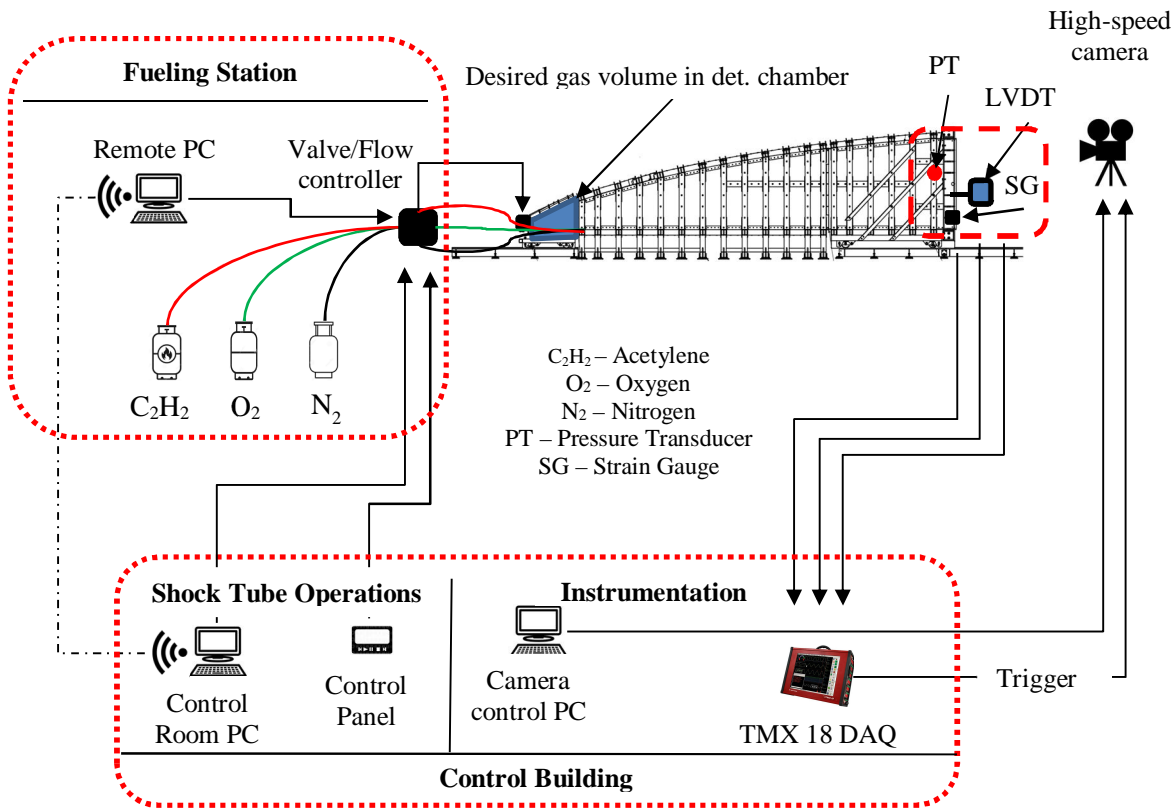 High-speed
camera
Fueling Station
Desired gas volume in det. chamber
PT
LVDT
Remote PC
Valve/Flow
controller
SG
C₂H₂
O₂
N₂
C₂H₂ – Acetylene
O₂ – Oxygen
N₂ – Nitrogen
PT – Pressure Transducer
SG – Strain Gauge
Shock Tube Operations
Instrumentation
Control
Room PC
Control
Panel
Camera
control PC
TMX 18 DAQ
Trigger
Control Building